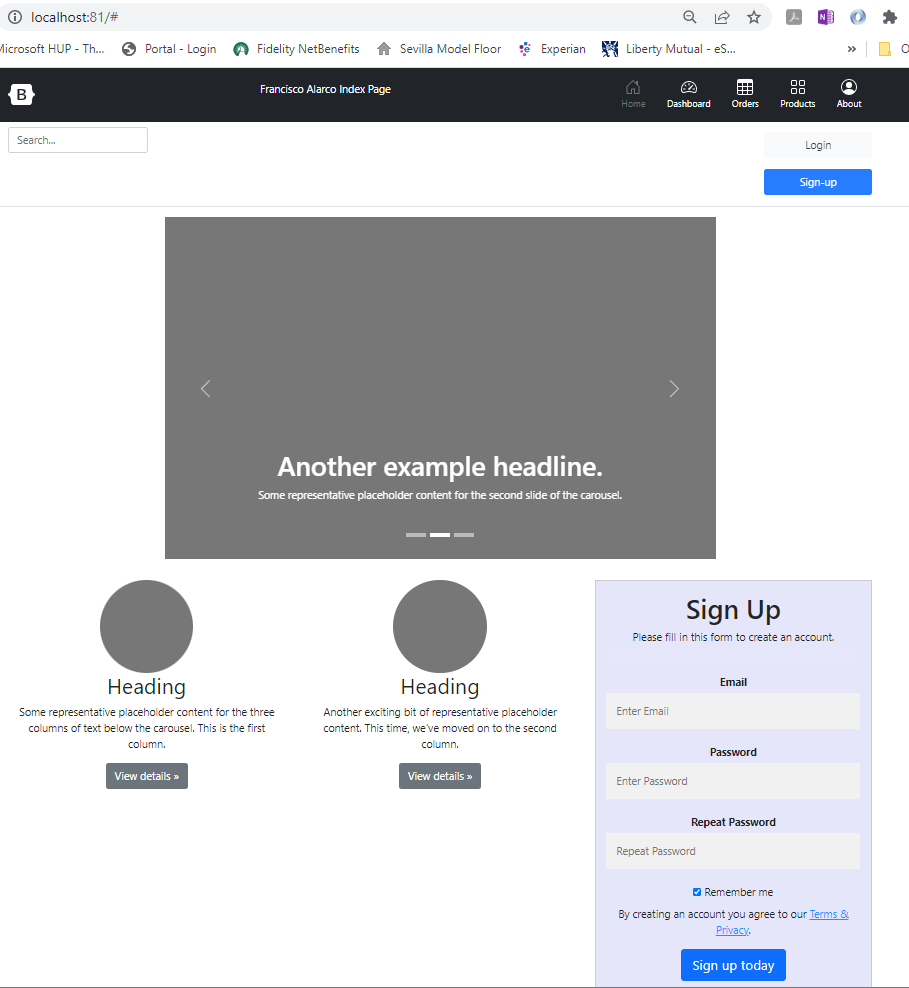 localhost:81/#
Microsoft HUP - Th... Portal - Login Fidelity NetBenefits Sevilla Model Floor Experian Liberty Mutual - eS... »
B Francisco Alarco Index Page Home Dashboard Orders Products About
Search...
Login
Sign-up
Another example headline.
Some representative placeholder content for the second slide of the carousel.
Heading
Some representative placeholder content for the three
columns of text below the carousel. This is the first
column.
View details »
Heading
Another exciting bit of representative placeholder
content. This time, we've moved on to the second
column.
View details »
Sign Up
Please fill in this form to create an account.
Email
Enter Email
Password
Enter Password
Repeat Password
Repeat Password
Remember me
By creating an account you agree to our Terms &
Privacy.
Sign up today